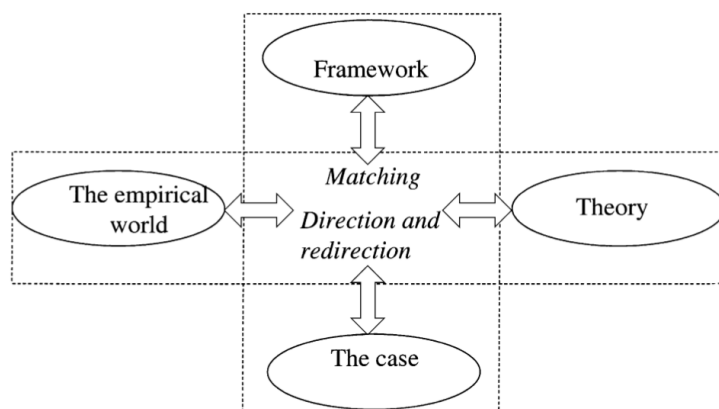 Framework
Matching
The empirical
world
Direction and
redirection
Theory
The case